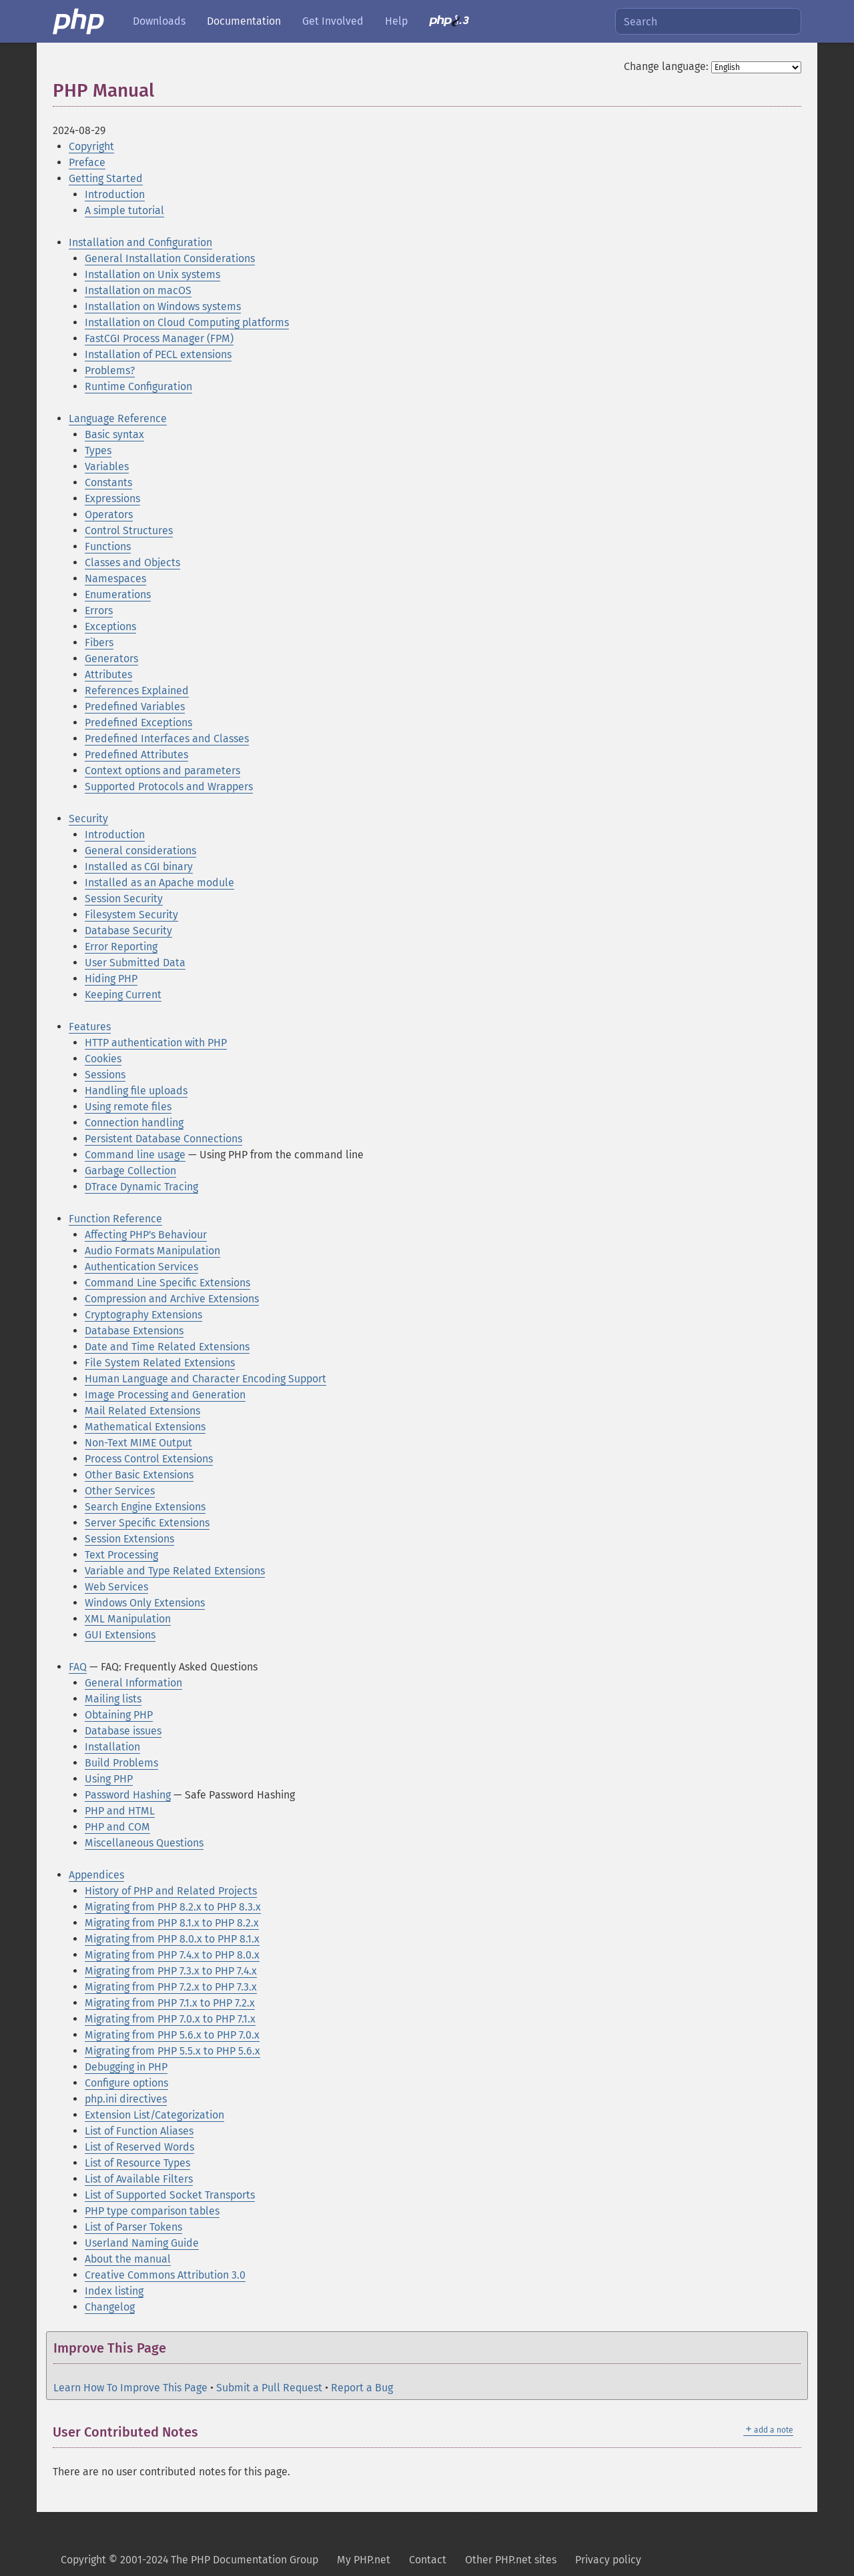 php
Downloads
Documentation
Get Involved
Help
php8.3
Search
Change language: English
PHP Manual
2024-08-29
Copyright
Preface
Getting Started
Introduction
A simple tutorial
Installation and Configuration
General Installation Considerations
Installation on Unix systems
Installation on macOS
Installation on Windows systems
Installation on Cloud Computing platforms
FastCGI Process Manager (FPM)
Installation of PECL extensions
Problems?
Runtime Configuration
Language Reference
Basic syntax
Types
Variables
Constants
Expressions
Operators
Control Structures
Functions
Classes and Objects
Namespaces
Enumerations
Errors
Exceptions
Fibers
Generators
Attributes
References Explained
Predefined Variables
Predefined Exceptions
Predefined Interfaces and Classes
Predefined Attributes
Context options and parameters
Supported Protocols and Wrappers
Security
Introduction
General considerations
Installed as CGI binary
Installed as an Apache module
Session Security
Filesystem Security
Database Security
Error Reporting
User Submitted Data
Hiding PHP
Keeping Current
Features
HTTP authentication with PHP
Cookies
Sessions
Handling file uploads
Using remote files
Connection handling
Persistent Database Connections
Command line usage — Using PHP from the command line
Garbage Collection
DTrace Dynamic Tracing
Function Reference
Affecting PHP's Behaviour
Audio Formats Manipulation
Authentication Services
Command Line Specific Extensions
Compression and Archive Extensions
Cryptography Extensions
Database Extensions
Date and Time Related Extensions
File System Related Extensions
Human Language and Character Encoding Support
Image Processing and Generation
Mail Related Extensions
Mathematical Extensions
Non-Text MIME Output
Process Control Extensions
Other Basic Extensions
Other Services
Search Engine Extensions
Server Specific Extensions
Session Extensions
Text Processing
Variable and Type Related Extensions
Web Services
Windows Only Extensions
XML Manipulation
GUI Extensions
FAQ — FAQ: Frequently Asked Questions
General Information
Mailing lists
Obtaining PHP
Database issues
Installation
Build Problems
Using PHP
Password Hashing — Safe Password Hashing
PHP and HTML
PHP and COM
Miscellaneous Questions
Appendices
History of PHP and Related Projects
Migrating from PHP 8.2.x to PHP 8.3.x
Migrating from PHP 8.1.x to PHP 8.2.x
Migrating from PHP 8.0.x to PHP 8.1.x
Migrating from PHP 7.4.x to PHP 8.0.x
Migrating from PHP 7.3.x to PHP 7.4.x
Migrating from PHP 7.2.x to PHP 7.3.x
Migrating from PHP 7.1.x to PHP 7.2.x
Migrating from PHP 7.0.x to PHP 7.1.x
Migrating from PHP 5.6.x to PHP 7.0.x
Migrating from PHP 5.5.x to PHP 5.6.x
Debugging in PHP
Configure options
php.ini directives
Extension List/Categorization
List of Function Aliases
List of Reserved Words
List of Resource Types
List of Available Filters
List of Supported Socket Transports
PHP type comparison tables
List of Parser Tokens
Userland Naming Guide
About the manual
Creative Commons Attribution 3.0
Index listing
Changelog
Improve This Page
Learn How To Improve This Page • Submit a Pull Request • Report a Bug
User Contributed Notes
+ add a note
There are no user contributed notes for this page.
Copyright © 2001-2024 The PHP Documentation Group
My PHP.net
Contact
Other PHP.net sites
Privacy policy